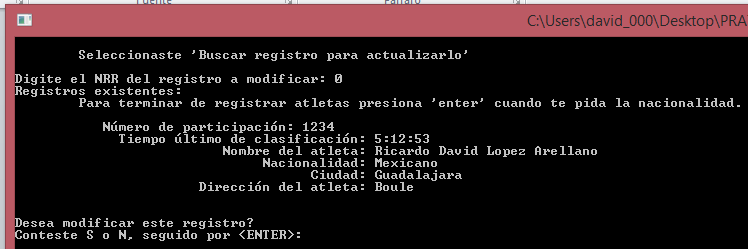 C:\Users\david_000\Desktop\PRA
Seleccionaste 'Buscar registro para actualizarlo'
Digite el NRR del registro a modificar: 0
Registros existentes:
Para terminar de registrar atletas presiona 'enter' cuando te pida la nacionalidad.
Número de participación: 1234
Tiempo último de clasificación: 5:12:53
Nombre del atleta: Ricardo David Lopez Arellano
Nacionalidad: Mexicano
Ciudad: Guadalajara
Dirección del atleta: Boule
Desea modificar este registro?
Conteste S o N, seguido por <ENTER>: